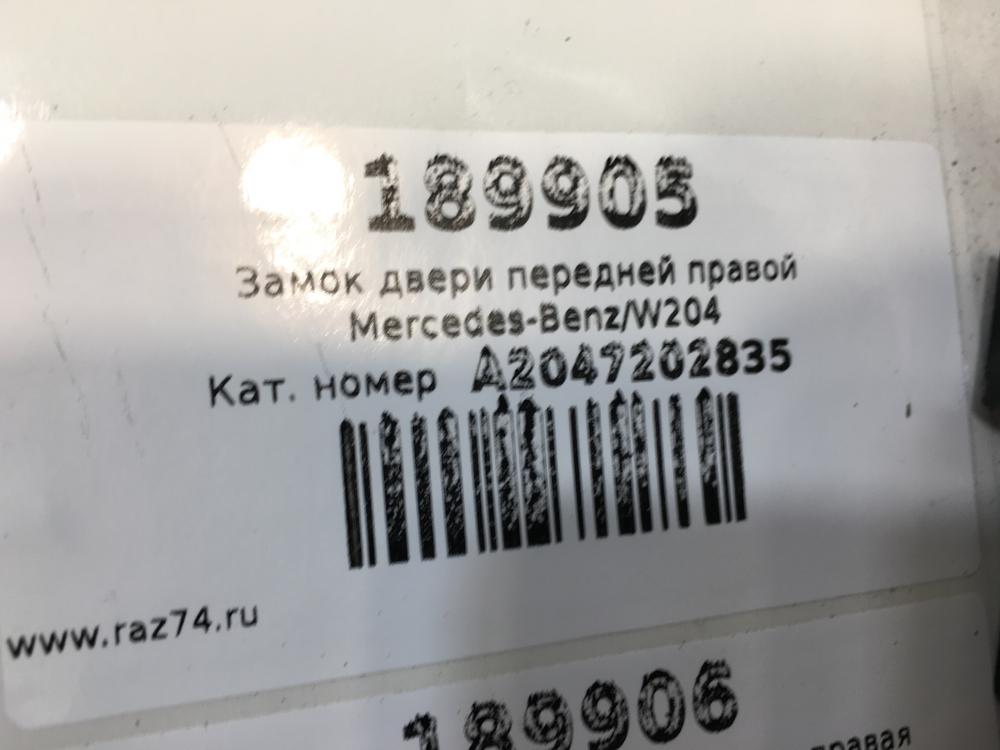 189905
Замок двери передней правой
Mercedes-Benz/W204
Кат. номер A2047202835
www.raz74.ru
189906
правая